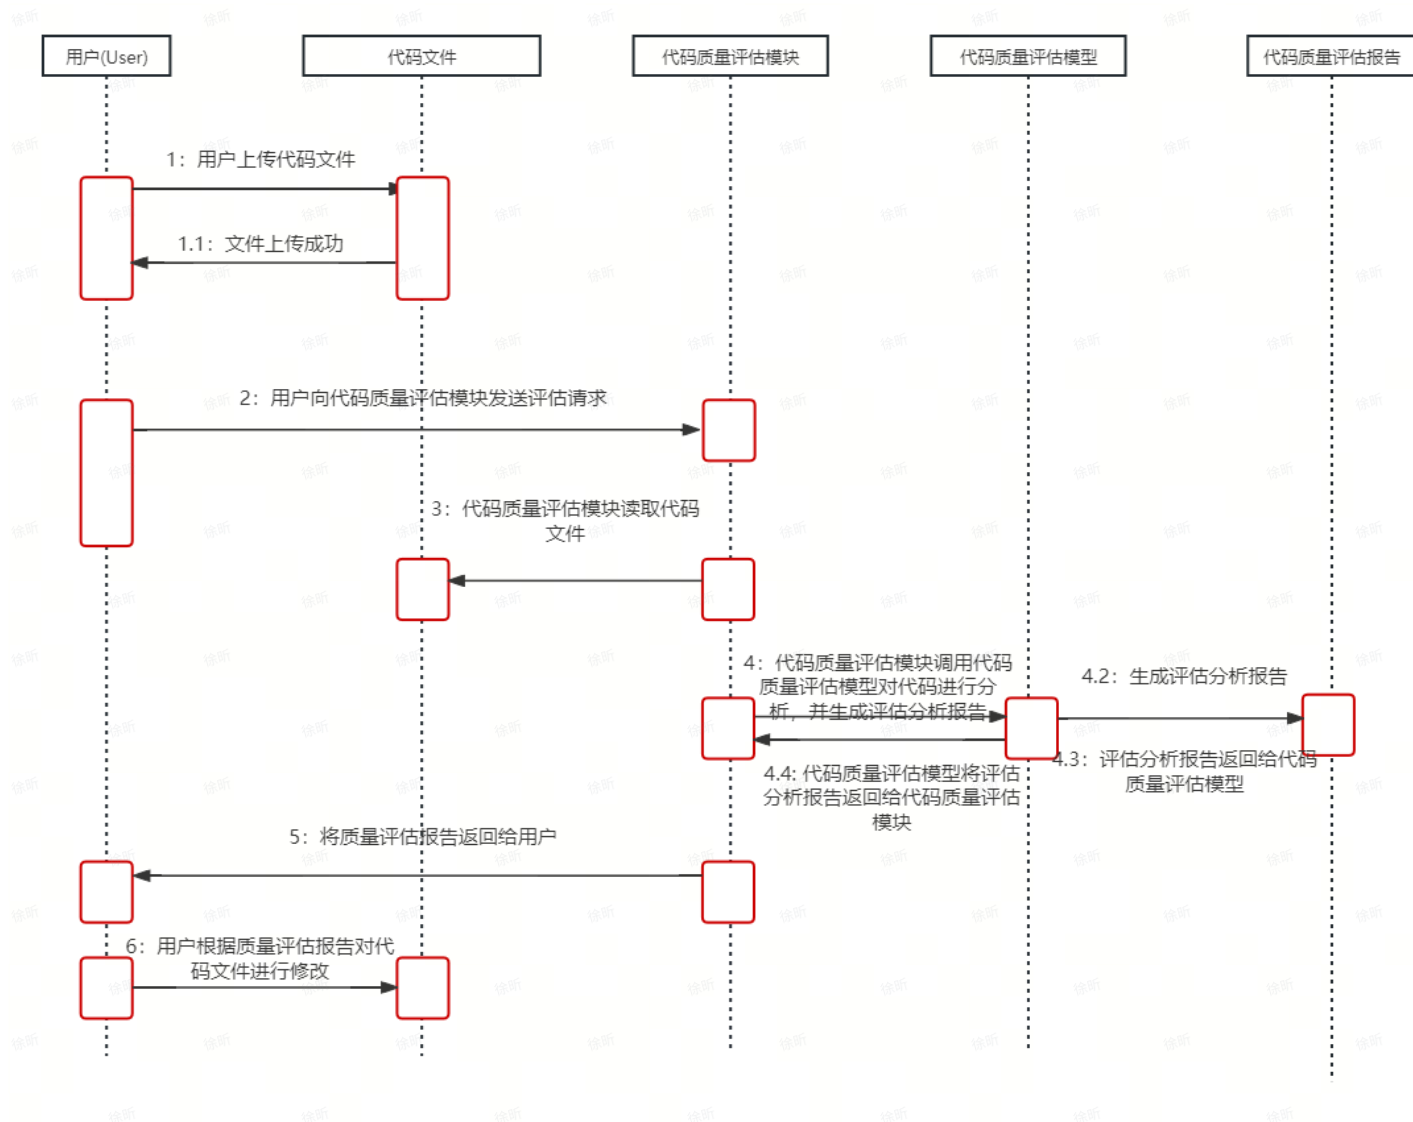 用户(User)
代码文件
代码质量评估模块
代码质量评估模型
代码质量评估报告
1：用户上传代码文件
1.1：文件上传成功
2：用户向代码质量评估模块发送评估请求
3：代码质量评估模块读取代码
文件
4：代码质量评估模块调用代码
质量评估模型对代码进行分
析，并生成评估分析报告
4.2：生成评估分析报告
4.3：评估分析报告返回给代码
质量评估模型
4.4: 代码质量评估模型将评估
分析报告返回给代码质量评估
模块
5：将质量评估报告返回给用户
6：用户根据质量评估报告对代
码文件进行修改